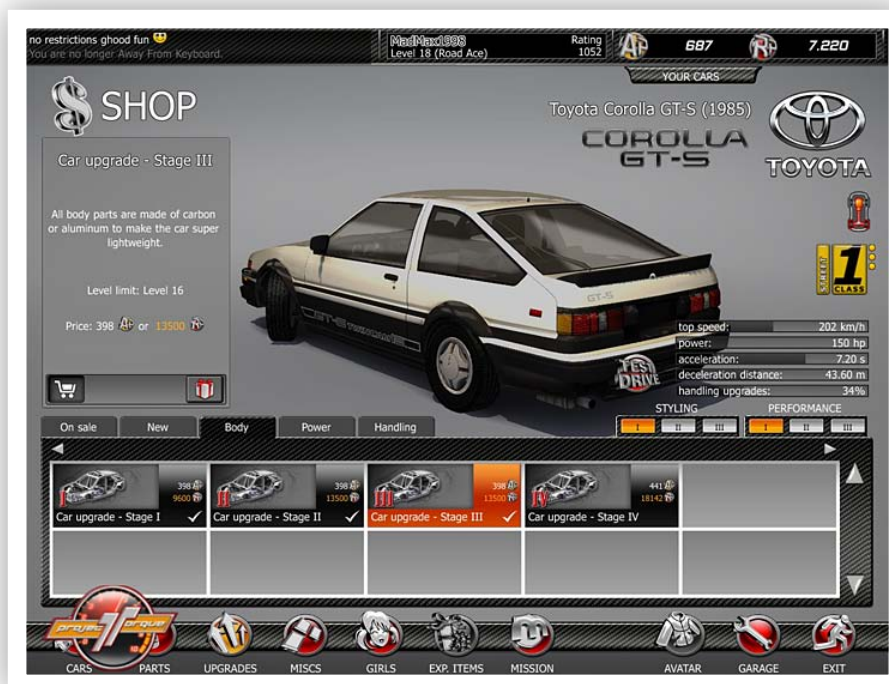 no restrictions ghood fun
You are no longer Away From Keyboard.
MadMax1998
Level 18 (Road Ace)
Rating
1052
687
7.220
YOUR CARS
SHOP
Toyota Corolla GT-S (1985)
COROLLA
GT-S
TOYOTA
Car upgrade - Stage III
All body parts are made of carbon
or aluminum to make the car super
lightweight.
Level limit: Level 16
Price: 398 or 13500
STREET
1
CLASS
GT-S
GT-S TWINCAM16
TEST
DRIVE
top speed: 202 km/h
power: 150 hp
acceleration: 7.20 s
deceleration distance: 43.60 m
handling upgrades: 34%
STYLING PERFORMANCE
I II III I II III
On sale New Body Power Handling
398 398 398 441
9600 13500 13500 18142
I II III IV
Car upgrade - Stage I Car upgrade - Stage II Car upgrade - Stage III Car upgrade - Stage IV
project torque
CARS PARTS UPGRADES MISCS GIRLS EXP. ITEMS MISSION AVATAR GARAGE EXIT